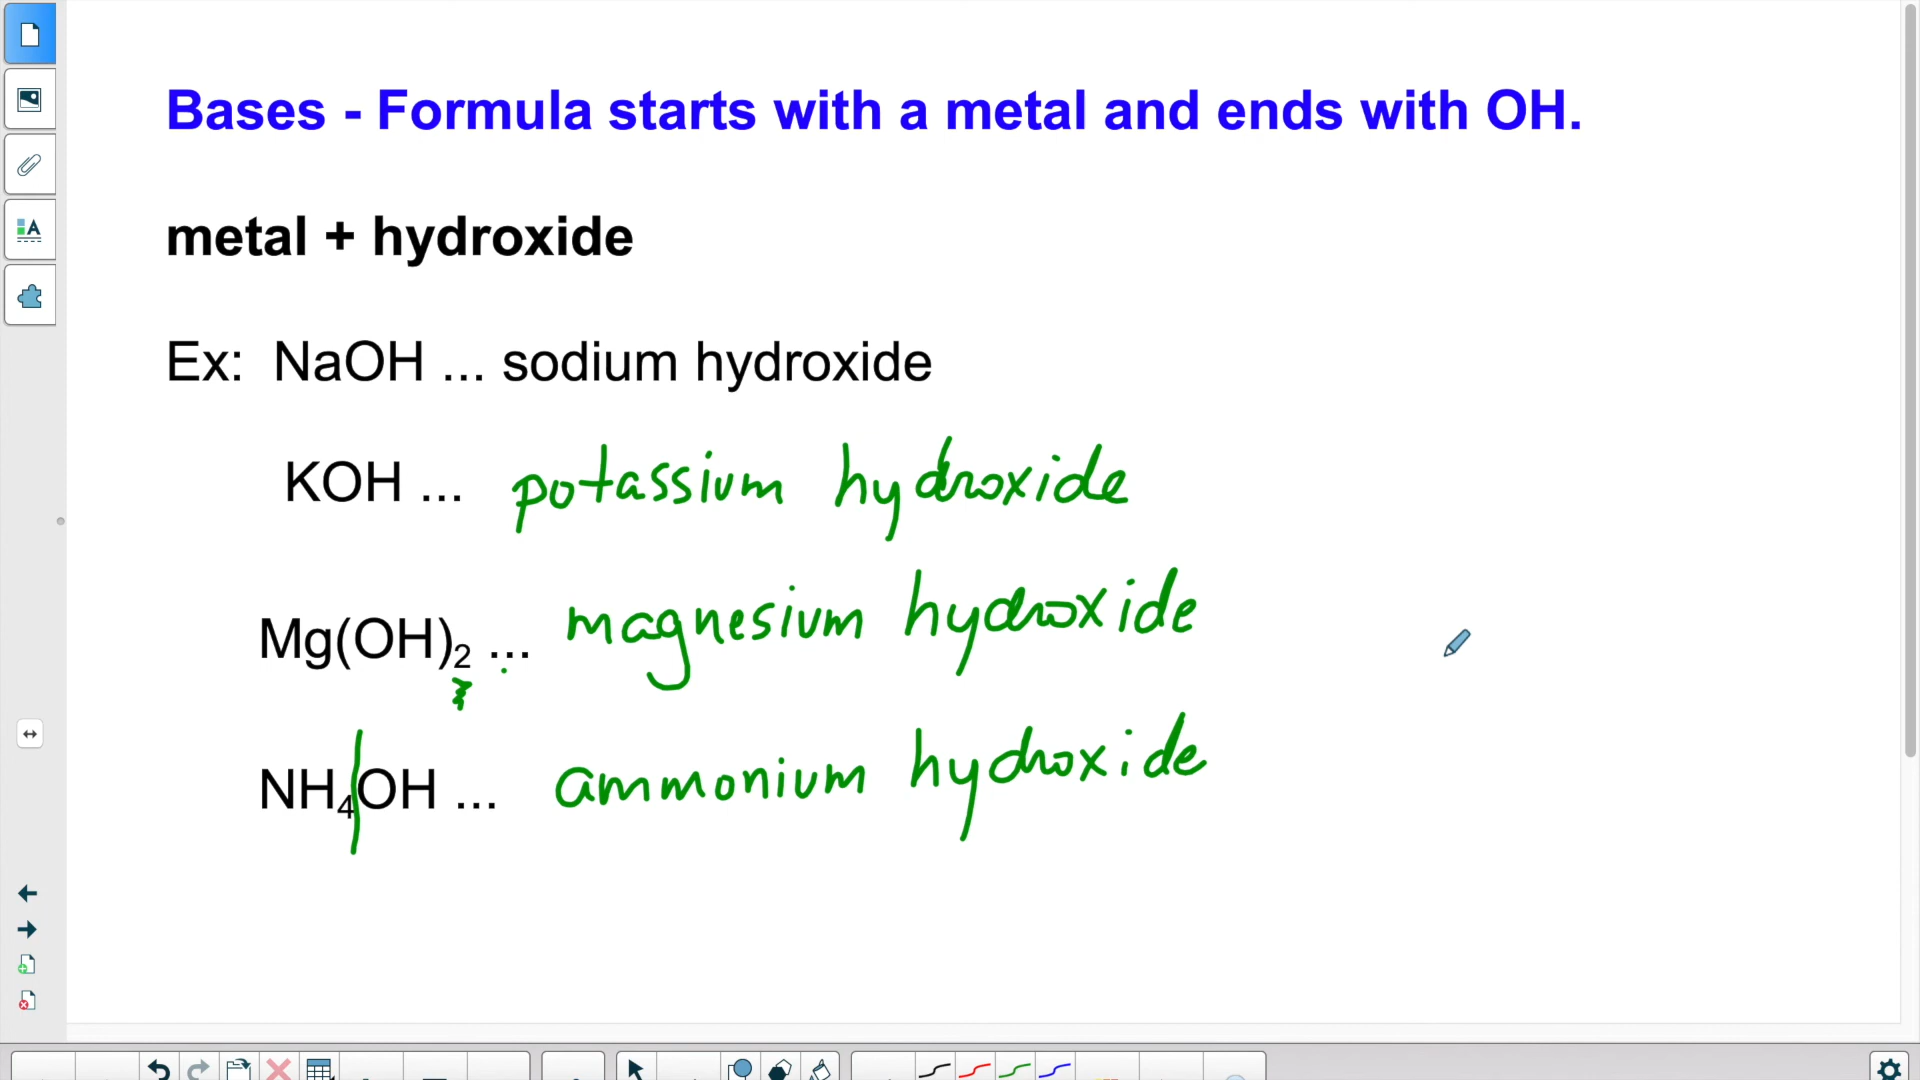 Bases - Formula starts with a metal and ends with OH.
metal + hydroxide
Ex: NaOH ... sodium hydroxide
KOH ... potassium hydroxide
Mg(OH)₂ ... magnesium hydroxide
NH₄OH ... ammonium hydroxide